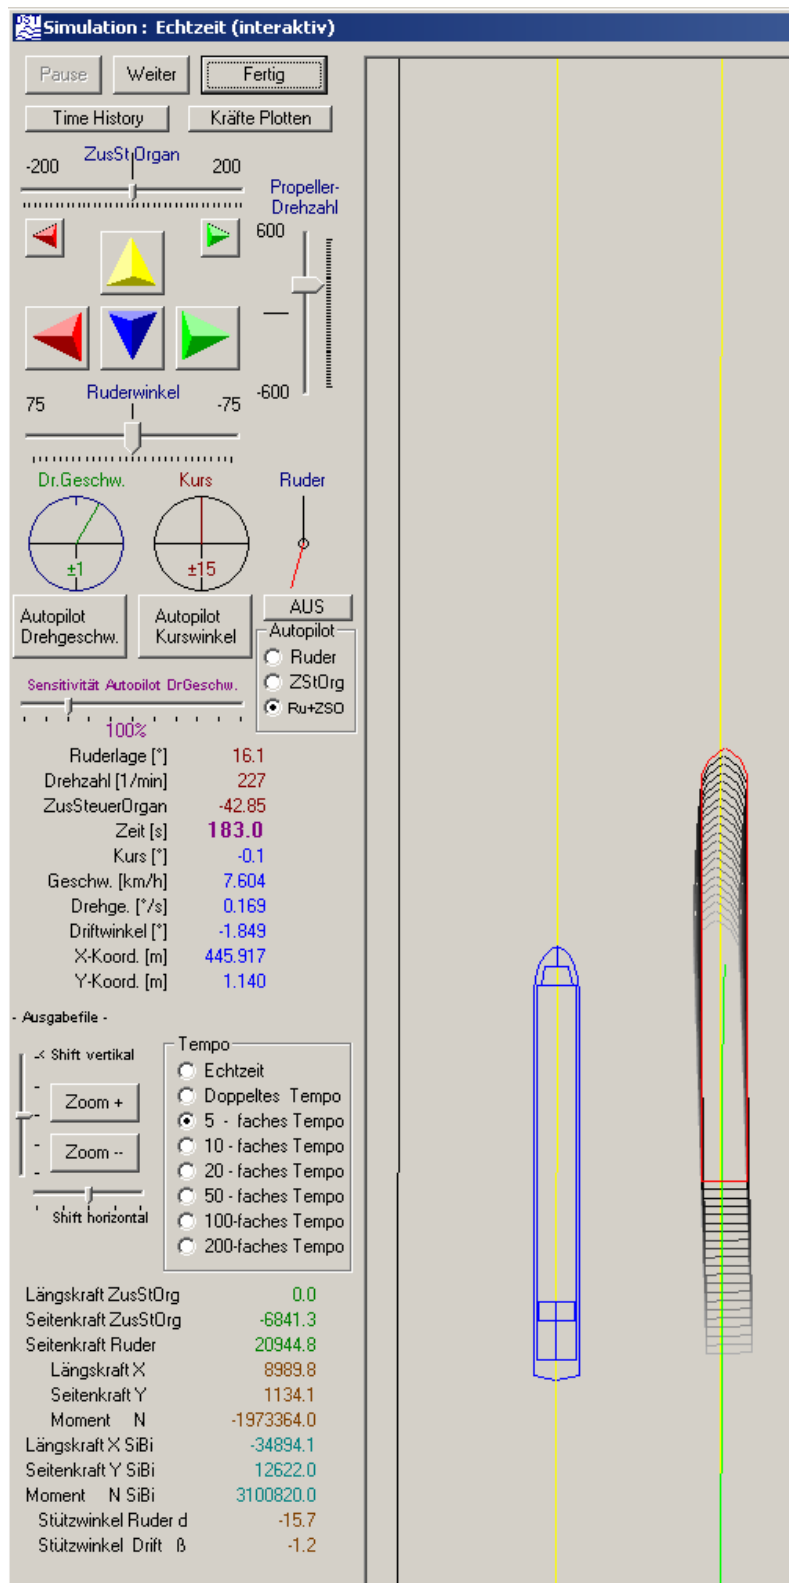 Simulation : Echtzeit (interaktiv)
Pause Weiter Fertig
Time History Kräfte Plotten
ZusSt.Organ
-200 200
Propeller-
Drehzahl
600
-600
Ruderwinkel
75 -75
Dr.Geschw. Kurs Ruder
±1 ±15
AUS
Autopilot
Drehgeschw.
Autopilot
Kurswinkel
Autopilot
Ruder
ZStOrg
Ru+ZSO
Sensitivität Autopilot DrGeschw.
100%
Ruderlage [°] 16.1
Drehzahl [1/min] 227
ZusSteuerOrgan -42.85
Zeit [s] 183.0
Kurs [°] -0.1
Geschw. [km/h] 7.604
Drehge. [°/s] 0.169
Driftwinkel [°] -1.849
X-Koord. [m] 445.917
Y-Koord. [m] 1.140
- Ausgabefile -
-< Shift vertikal
Zoom +
Zoom --
Shift horizontal
Tempo
Echtzeit
Doppeltes Tempo
5 - faches Tempo
10 - faches Tempo
20 - faches Tempo
50 - faches Tempo
100-faches Tempo
200-faches Tempo
Längskraft ZusStOrg 0.0
Seitenkraft ZusStOrg -6841.3
Seitenkraft Ruder 20944.8
Längskraft X 8989.8
Seitenkraft Y 1134.1
Moment N -1973364.0
Längskraft X SiBi -34894.1
Seitenkraft Y SiBi 12622.0
Moment N SiBi 3100820.0
Stützwinkel Ruder d -15.7
Stützwinkel Drift ß -1.2